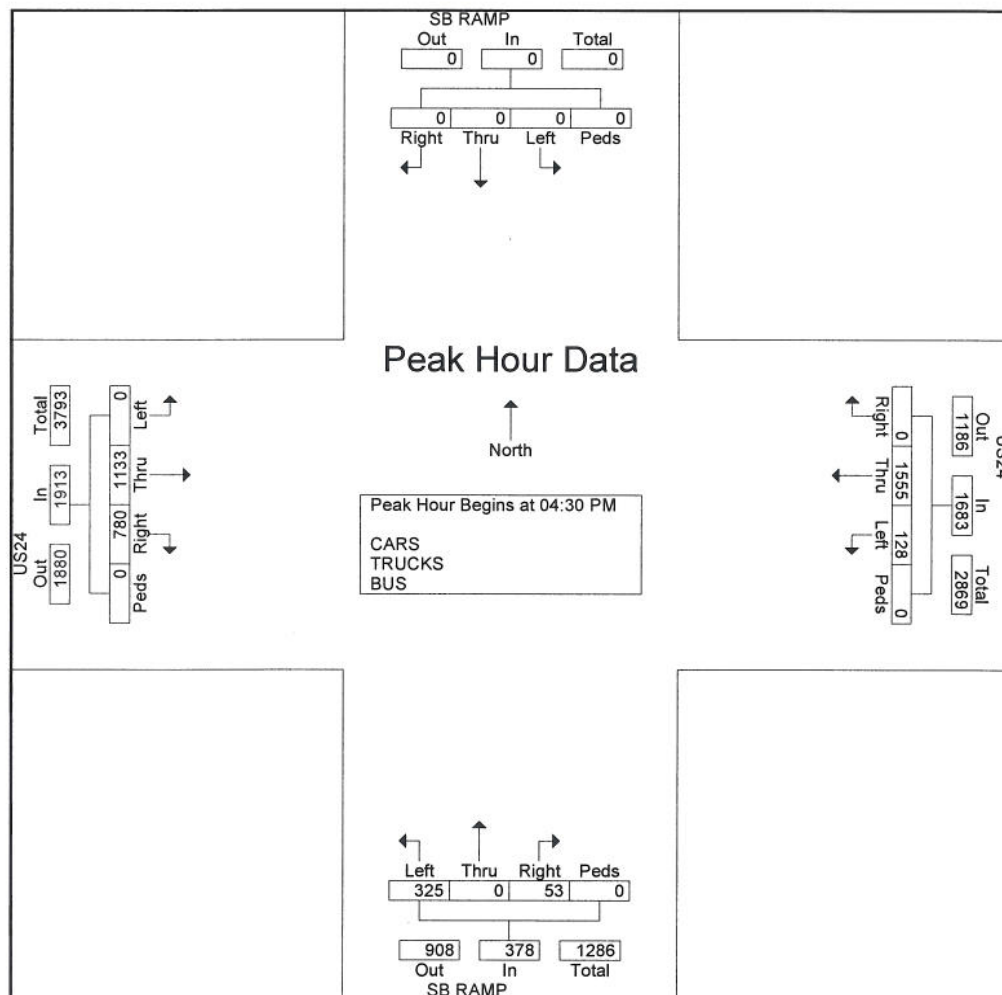 SB RAMP
Out In Total
0 0 0
0 0 0 0
Right Thru Left Peds
Peak Hour Data
North
Peak Hour Begins at 04:30 PM
CARS
TRUCKS
BUS
US24
Out In Total
1880 1913 3793
0 1133 780 0
Left Thru Right Peds
US24
Out In Total
1186 1683 2869
0 1555 128 0
Right Thru Left Peds
Left Thru Right Peds
325 0 53 0
908 378 1286
Out In Total
SB RAMP